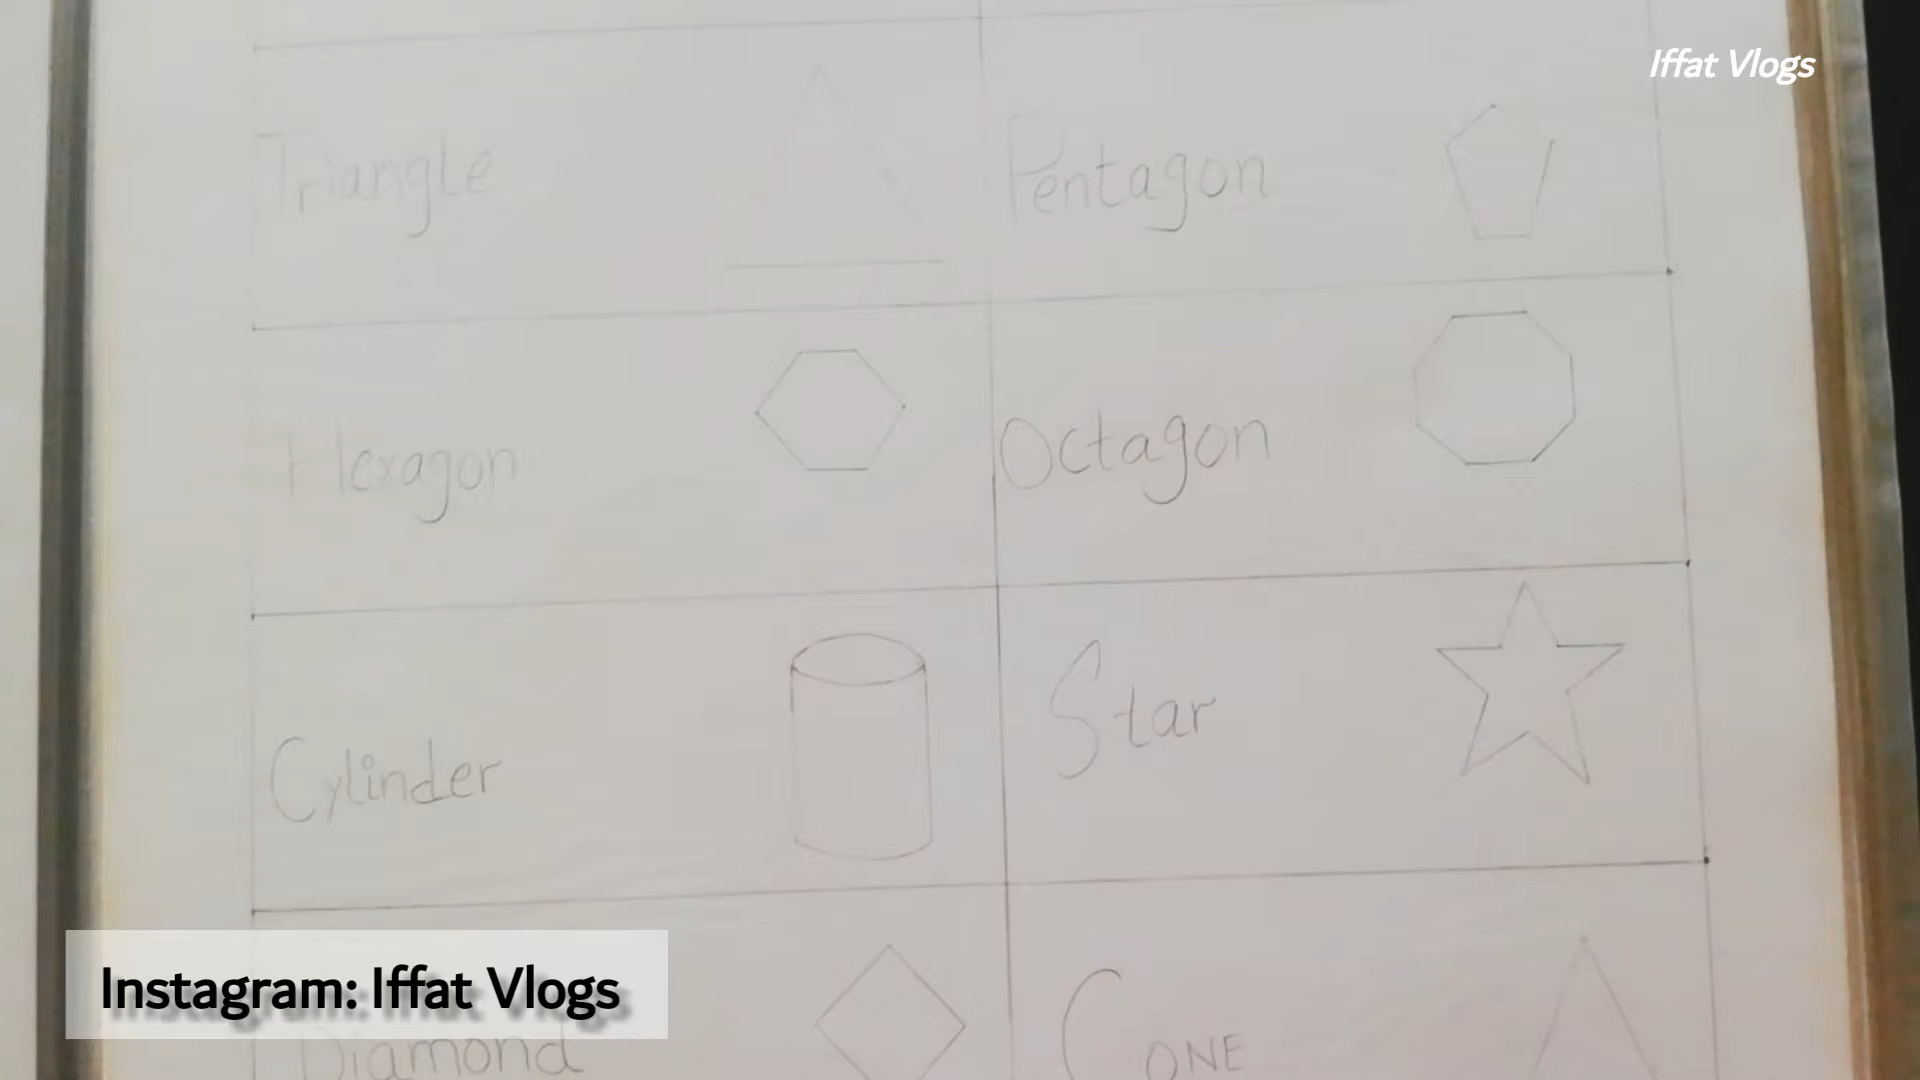 Iffat Vlogs
Triangle
Pentagon
Hexagon
Octagon
Cylinder
Star
Diamond
CONE
Instagram: Iffat Vlogs